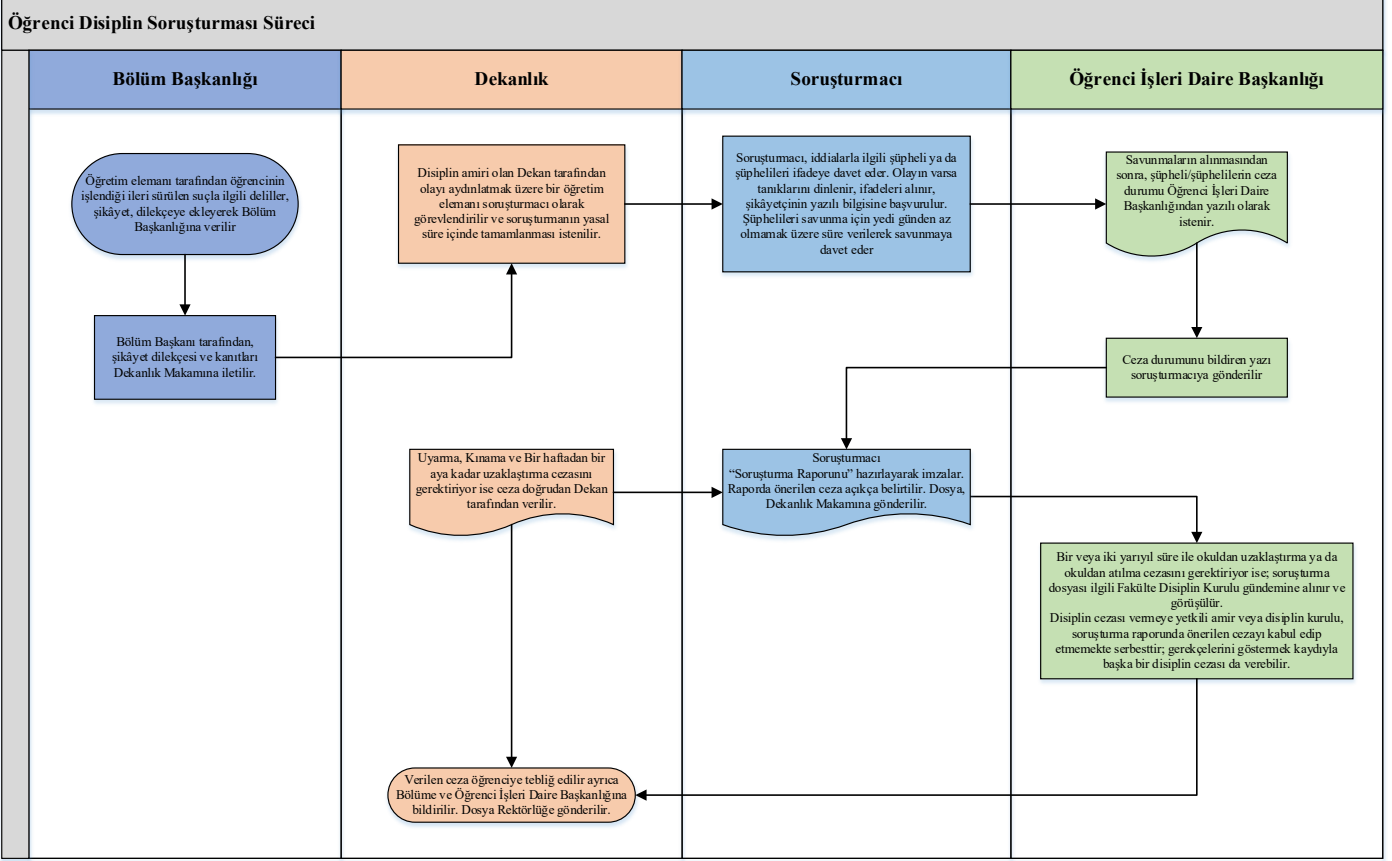 Öğrenci Disiplin Soruşturması Süreci
Bölüm Başkanlığı
Dekanlık
Soruşturmacı
Öğrenci İşleri Daire Başkanlığı
Öğretim elemanı tarafından öğrencinin
işlendiği ileri sürülen suçla ilgili deliller,
şikâyet, dilekçeye ekleyerek Bölüm
Başkanlığına verilir
Bölüm Başkanı tarafından,
şikâyet dilekçesi ve kanıtları
Dekanlık Makamına iletilir.
Disiplin amiri olan Dekan tarafından
olayı aydınlatmak üzere bir öğretim
elemanı soruşturmacı olarak
görevlendirilir ve soruşturmanın yasal
süre içinde tamamlanması istenilir.
Soruşturmacı, iddialarla ilgili şüpheli ya da
şüphelileri ifadeye davet eder. Olayın varsa
tanıklarını dinlenir, ifadeleri alınır,
şikâyetçinin yazılı bilgisine başvurulur.
Şüphelileri savunma için yedi günden az
olmamak üzere süre verilerek savunmaya
davet eder
Savunmaların alınmasından
sonra, şüpheli/şüphelilerin ceza
durumu Öğrenci İşleri Daire
Başkanlığından yazılı olarak
istenir.
Ceza durumunu bildiren yazı
soruşturmacıya gönderilir
Uyarma, Kınama ve Bir haftadan bir
aya kadar uzaklaştırma cezasını
gerektiriyor ise ceza doğrudan Dekan
tarafından verilir.
Soruşturmacı
“Soruşturma Raporunu” hazırlayarak imzalar.
Raporda önerilen ceza açıkça belirtilir. Dosya,
Dekanlık Makamına gönderilir.
Bir veya iki yarıyıl süre ile okuldan uzaklaştırma ya da
okuldan atılma cezasını gerektiriyor ise; soruşturma
dosyası ilgili Fakülte Disiplin Kurulu gündemine alınır ve
görüşülür.
Disiplin cezası vermeye yetkili amir veya disiplin kurulu,
soruşturma raporunda önerilen cezayı kabul edip
etmemekte serbesttir; gerekçelerini göstermek kaydıyla
başka bir disiplin cezası da verebilir.
Verilen ceza öğrenciye tebliğ edilir ayrıca
Bölüme ve Öğrenci İşleri Daire Başkanlığına
bildirilir. Dosya Rektörlüğe gönderilir.